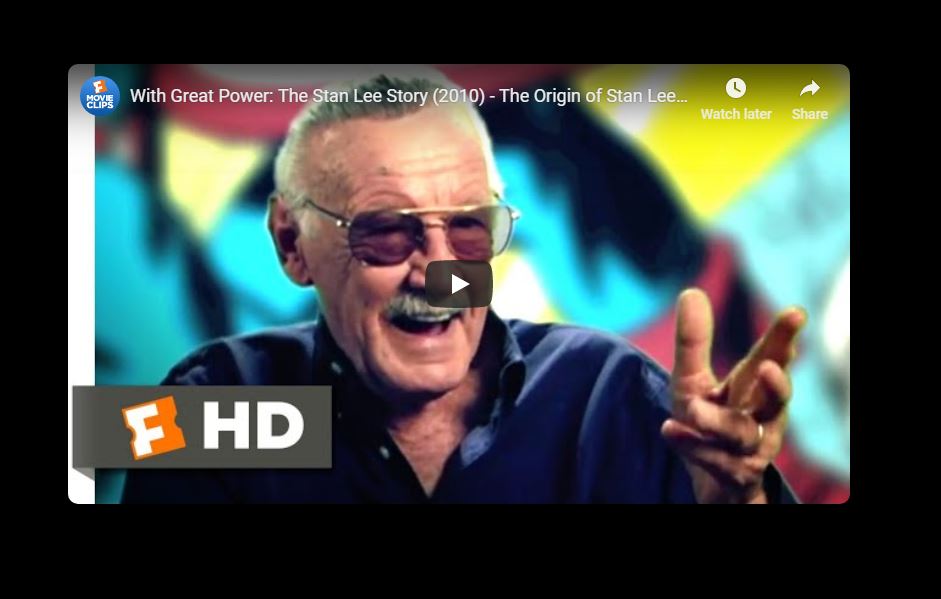 With Great Power: The Stan Lee Story (2010) - The Origin of Stan Lee…
Watch later
Share
F
MOVIE
CLIPS
F HD